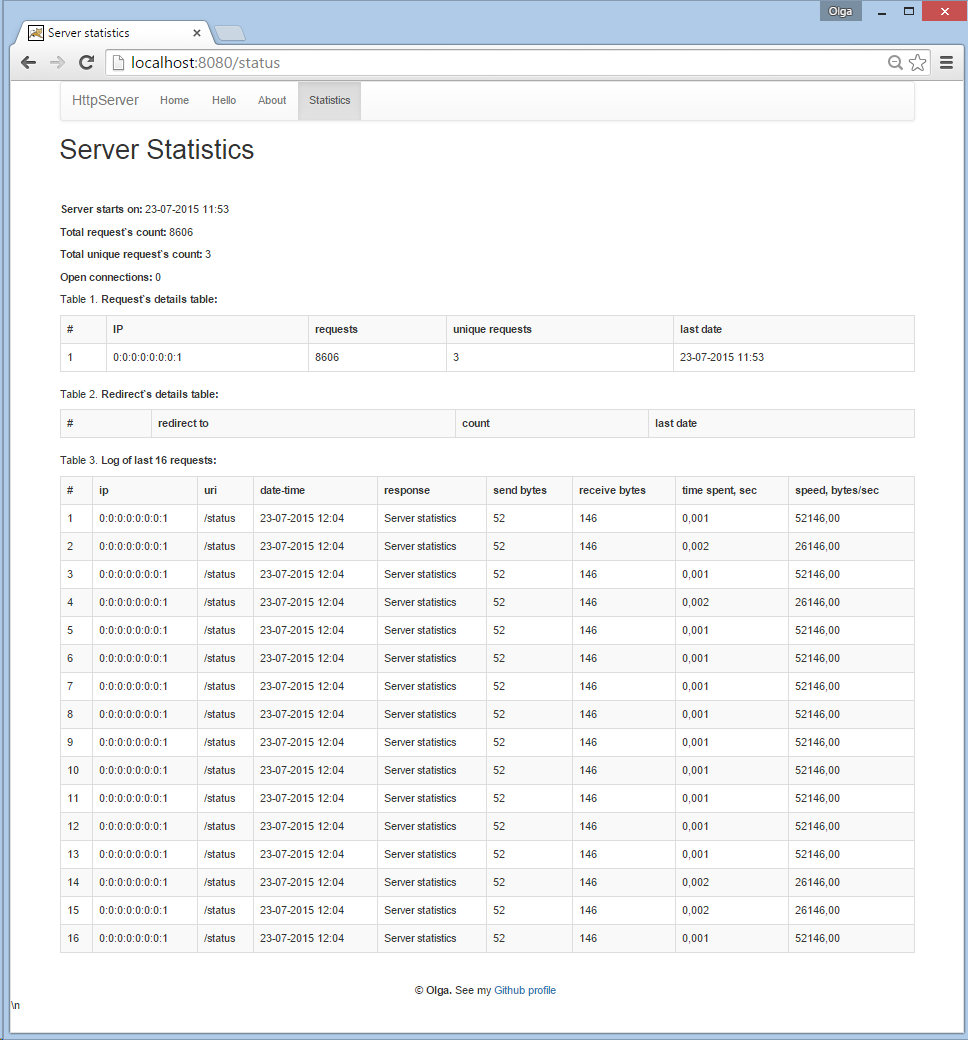 Olga
Server statistics
localhost:8080/status
HttpServer Home Hello About Statistics
Server Statistics
Server starts on: 23-07-2015 11:53
Total request`s count: 8606
Total unique request`s count: 3
Open connections: 0
Table 1. Request`s details table:
# IP requests unique requests last date
1 0:0:0:0:0:0:0:1 8606 3 23-07-2015 11:53
Table 2. Redirect`s details table:
# redirect to count last date
Table 3. Log of last 16 requests:
# ip uri date-time response send bytes receive bytes time spent, sec speed, bytes/sec
1 0:0:0:0:0:0:0:1 /status 23-07-2015 12:04 Server statistics 52 146 0,001 52146,00
2 0:0:0:0:0:0:0:1 /status 23-07-2015 12:04 Server statistics 52 146 0,002 26146,00
3 0:0:0:0:0:0:0:1 /status 23-07-2015 12:04 Server statistics 52 146 0,001 52146,00
4 0:0:0:0:0:0:0:1 /status 23-07-2015 12:04 Server statistics 52 146 0,002 26146,00
5 0:0:0:0:0:0:0:1 /status 23-07-2015 12:04 Server statistics 52 146 0,001 52146,00
6 0:0:0:0:0:0:0:1 /status 23-07-2015 12:04 Server statistics 52 146 0,001 52146,00
7 0:0:0:0:0:0:0:1 /status 23-07-2015 12:04 Server statistics 52 146 0,001 52146,00
8 0:0:0:0:0:0:0:1 /status 23-07-2015 12:04 Server statistics 52 146 0,001 52146,00
9 0:0:0:0:0:0:0:1 /status 23-07-2015 12:04 Server statistics 52 146 0,001 52146,00
10 0:0:0:0:0:0:0:1 /status 23-07-2015 12:04 Server statistics 52 146 0,001 52146,00
11 0:0:0:0:0:0:0:1 /status 23-07-2015 12:04 Server statistics 52 146 0,001 52146,00
12 0:0:0:0:0:0:0:1 /status 23-07-2015 12:04 Server statistics 52 146 0,001 52146,00
13 0:0:0:0:0:0:0:1 /status 23-07-2015 12:04 Server statistics 52 146 0,001 52146,00
14 0:0:0:0:0:0:0:1 /status 23-07-2015 12:04 Server statistics 52 146 0,002 26146,00
15 0:0:0:0:0:0:0:1 /status 23-07-2015 12:04 Server statistics 52 146 0,002 26146,00
16 0:0:0:0:0:0:0:1 /status 23-07-2015 12:04 Server statistics 52 146 0,001 52146,00
© Olga. See my Github profile
\n